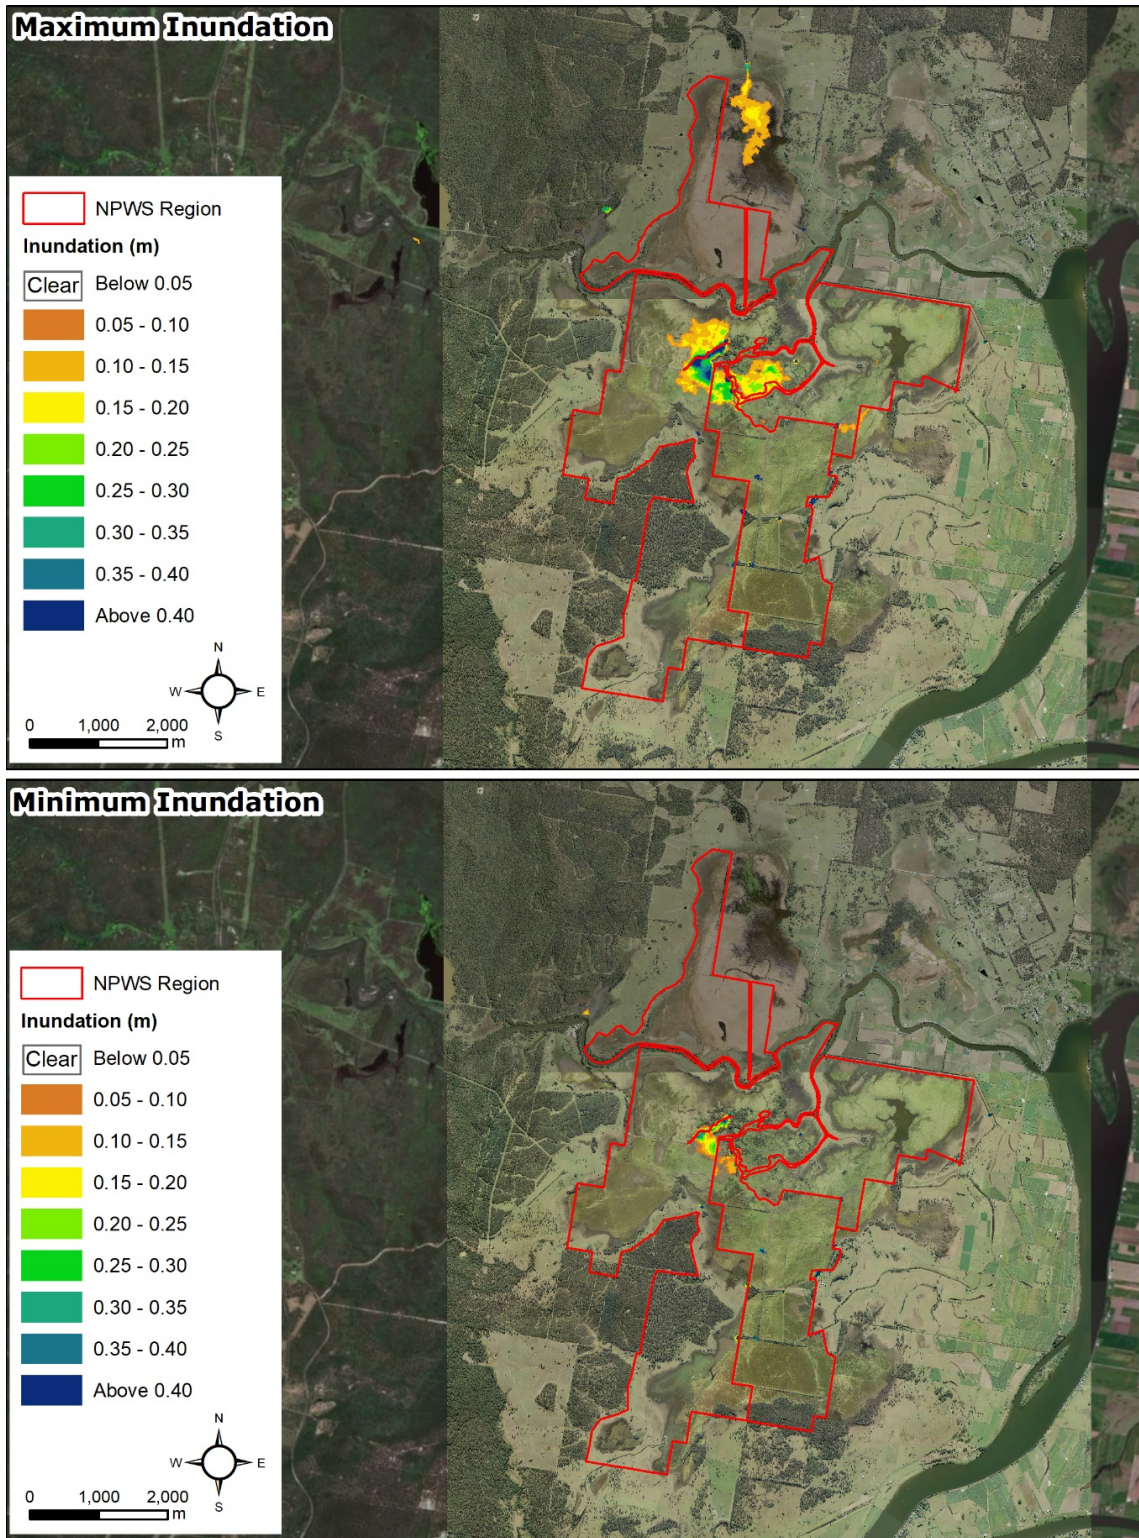 Maximum Inundation
NPWS Region
Inundation (m)
Clear Below 0.05
0.05 - 0.10
0.10 - 0.15
0.15 - 0.20
0.20 - 0.25
0.25 - 0.30
0.30 - 0.35
0.35 - 0.40
Above 0.40
N
W E
S
0 1,000 2,000
m
Minimum Inundation
NPWS Region
Inundation (m)
Clear Below 0.05
0.05 - 0.10
0.10 - 0.15
0.15 - 0.20
0.20 - 0.25
0.25 - 0.30
0.30 - 0.35
0.35 - 0.40
Above 0.40
N
W E
S
0 1,000 2,000
m